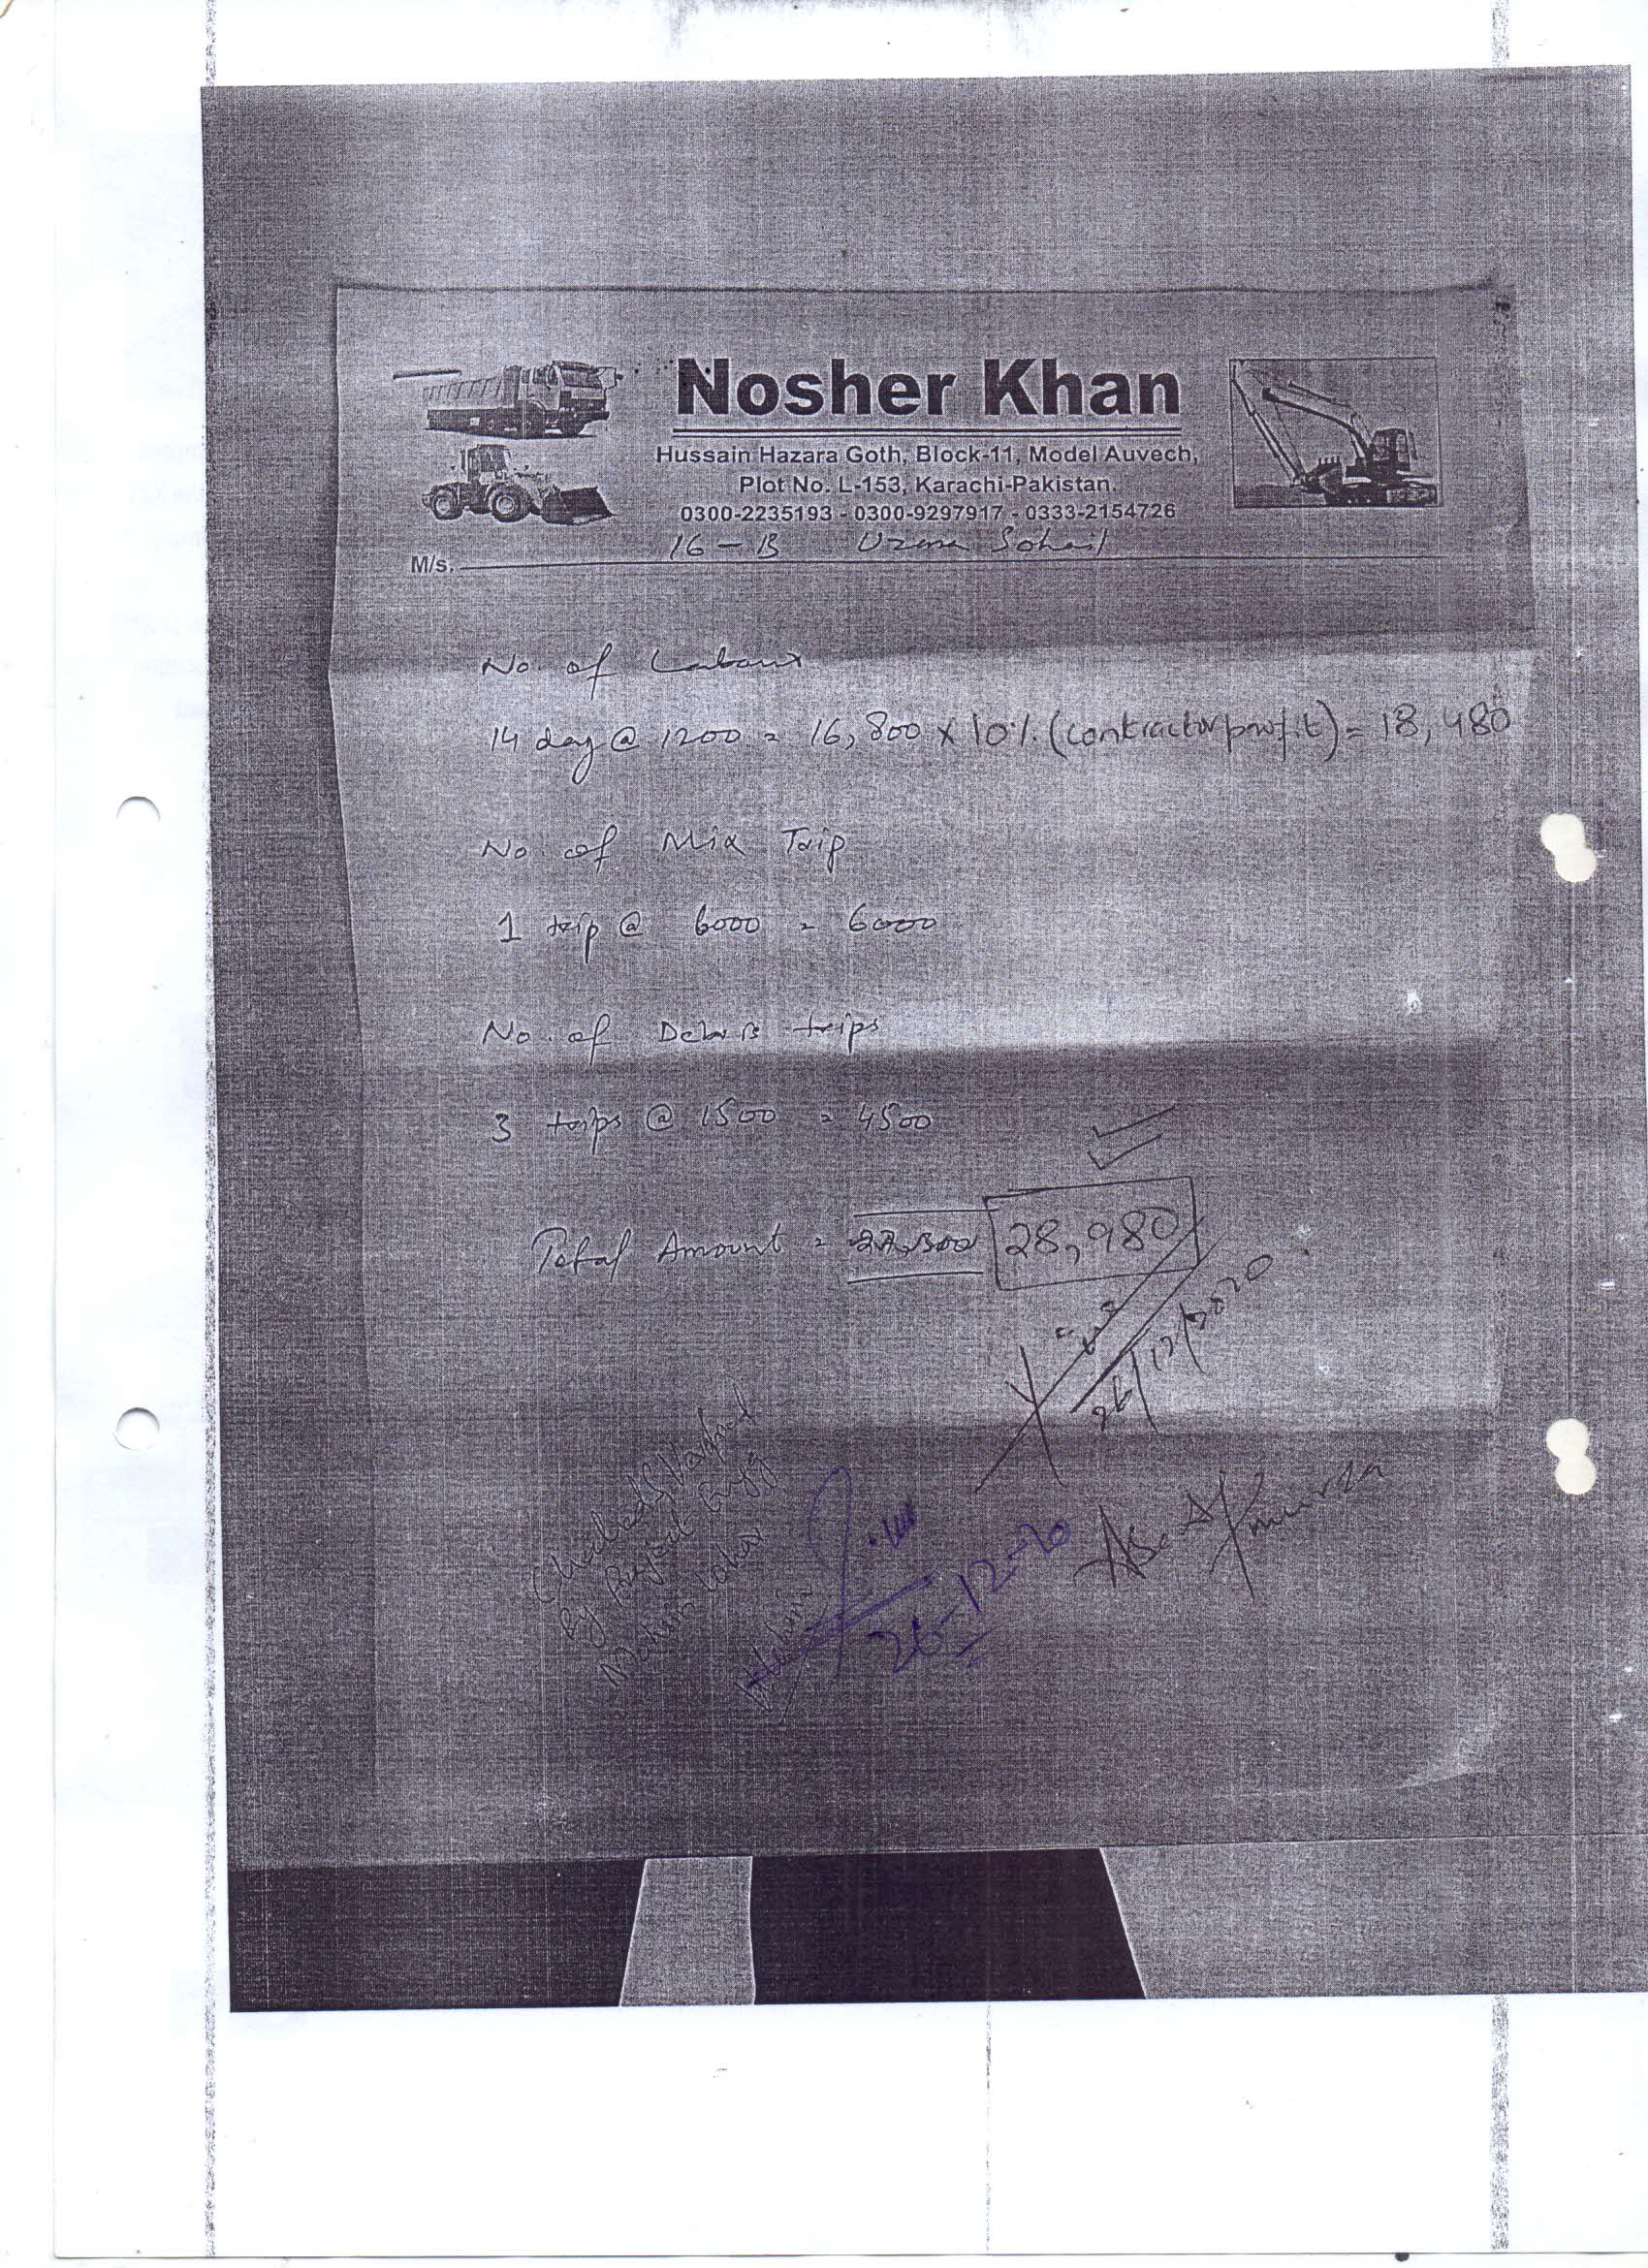 Nosher Khan
Hussain Hazara Goth, Block-11, Model Auvech,
Plot No. L-153, Karachi-Pakistan.
0300-2235193 - 0300-9297917 - 0333-2154726
M/s. 16 - B Uzma Sohail
No. of Labour
14 day @ 1200 = 16,800 x 10% (contractor profit) = 18,480
No. of Mix Trip
1 trip @ 6000 = 6000
No. of Debris trips
3 trips @ 1500 = 4500
Total Amount = 27,300 28,980
26/12/2020
Checked & Verified
By Project Engg
26-12-20